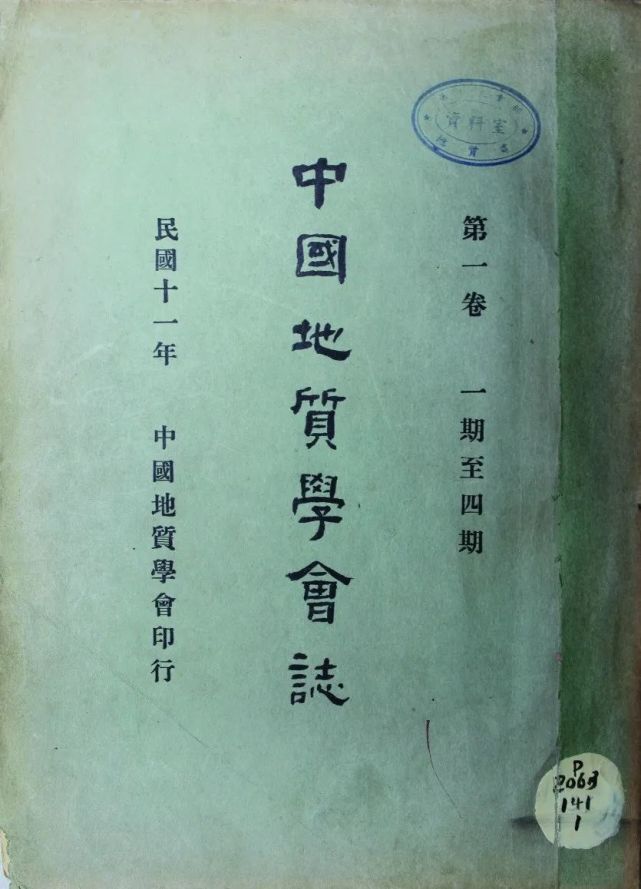 第一卷　一期至四期
中國地質學會誌
民國十一年　中國地質學會印行
資料室
P
2063
141
1